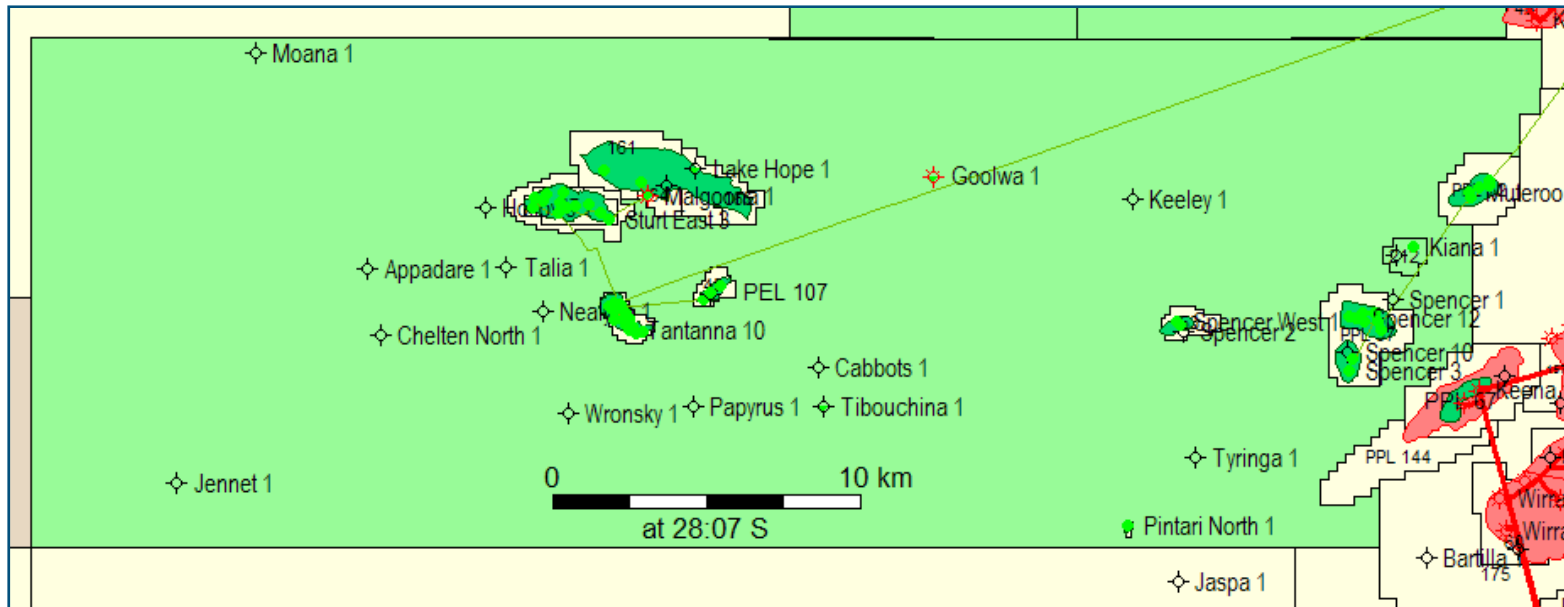 Moana 1
161
Lake Hope 1
Malgoona 1
Goolwa 1
Keeley 1
Sturt East 3
Kiana 1
Appadare 1
Talia 1
PEL 107
Spencer 1
Tantanna 10
Spencer West 1
Spencer 2
Spencer 12
Chelten North 1
Spencer 10
Spencer 3
Cabbots 1
Wronsky 1
Papyrus 1
Tibouchina 1
Tyringa 1
PPL 144
Jennet 1
0
10 km
at 28:07 S
Pintari North 1
Wirra
Wirra
Bartilla
175
Jaspa 1